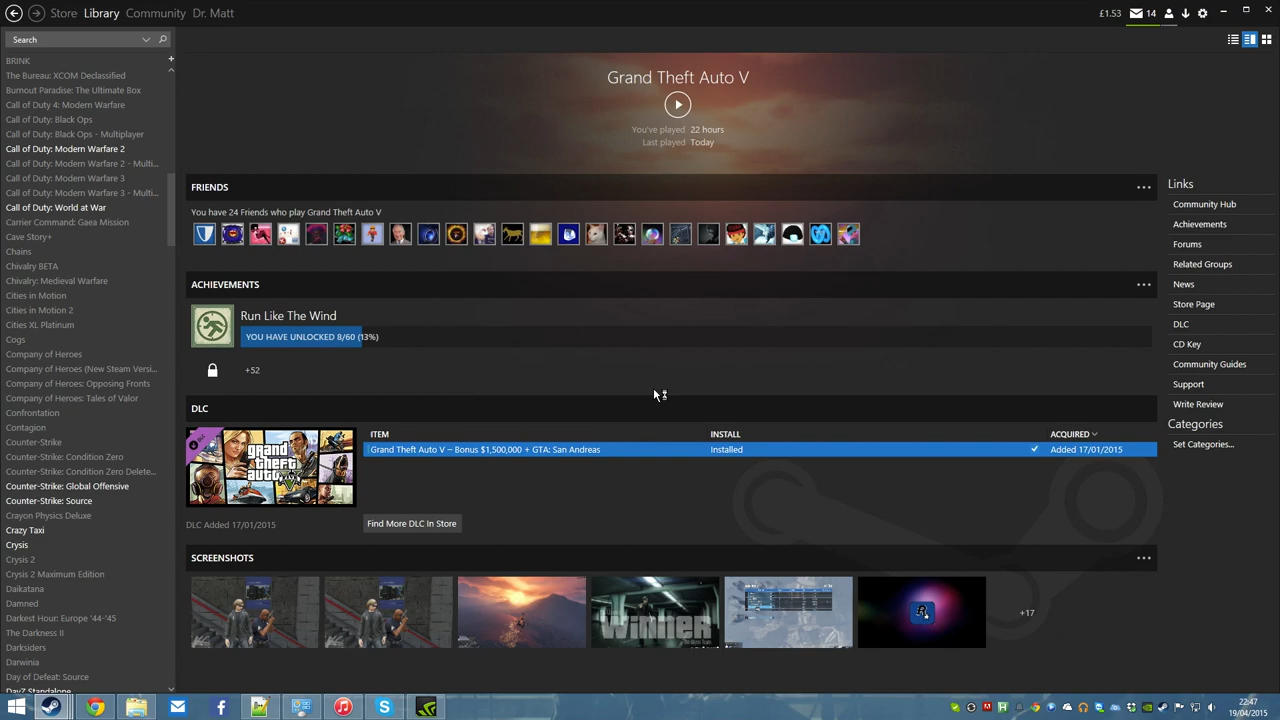 Store Library Community Dr. Matt
£1.53 14
Search
BRINK
The Bureau: XCOM Declassified
Burnout Paradise: The Ultimate Box
Call of Duty 4: Modern Warfare
Call of Duty: Black Ops
Call of Duty: Black Ops - Multiplayer
Call of Duty: Modern Warfare 2
Call of Duty: Modern Warfare 2 - Multi...
Call of Duty: Modern Warfare 3
Call of Duty: Modern Warfare 3 - Multi...
Call of Duty: World at War
Carrier Command: Gaea Mission
Cave Story+
Chains
Chivalry BETA
Chivalry: Medieval Warfare
Cities in Motion
Cities in Motion 2
Cities XL Platinum
Cogs
Company of Heroes
Company of Heroes (New Steam Versi...
Company of Heroes: Opposing Fronts
Company of Heroes: Tales of Valor
Confrontation
Contagion
Counter-Strike
Counter-Strike: Condition Zero
Counter-Strike: Condition Zero Delete...
Counter-Strike: Global Offensive
Counter-Strike: Source
Crayon Physics Deluxe
Crazy Taxi
Crysis
Crysis 2
Crysis 2 Maximum Edition
Daikatana
Damned
Darkest Hour: Europe '44-'45
The Darkness II
Darksiders
Darwinia
Day of Defeat: Source
DayZ Standalone
Grand Theft Auto V
You've played 22 hours
Last played Today
FRIENDS
You have 24 Friends who play Grand Theft Auto V
ACHIEVEMENTS
Run Like The Wind
YOU HAVE UNLOCKED 8/60 (13%)
+52
DLC
ITEM INSTALL ACQUIRED
Grand Theft Auto V – Bonus $1,500,000 + GTA: San Andreas Installed Added 17/01/2015
DLC
grand
theft
auto
DLC Added 17/01/2015
Find More DLC In Store
SCREENSHOTS
WINNER
+17
Links
Community Hub
Achievements
Forums
Related Groups
News
Store Page
DLC
CD Key
Community Guides
Support
Write Review
Categories
Set Categories...
22:47
19/04/2015